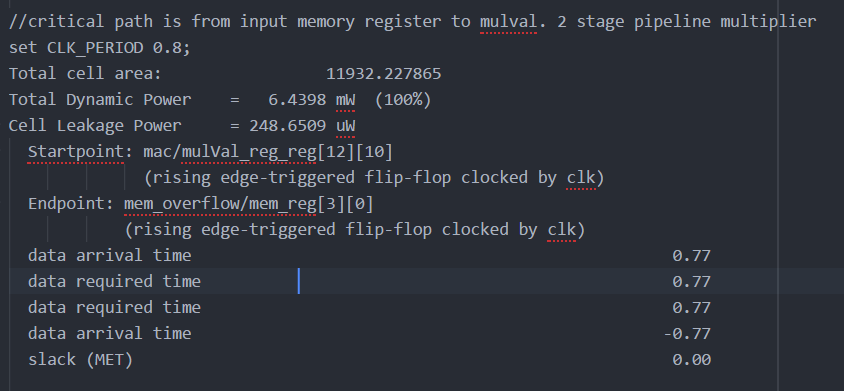 //critical path is from input memory register to mulval. 2 stage pipeline multiplier
set CLK_PERIOD 0.8;
Total cell area: 11932.227865
Total Dynamic Power = 6.4398 mW (100%)
Cell Leakage Power = 248.6509 uW
Startpoint: mac/mulVal_reg_reg[12][10]
(rising edge-triggered flip-flop clocked by clk)
Endpoint: mem_overflow/mem_reg[3][0]
(rising edge-triggered flip-flop clocked by clk)
data arrival time 0.77
data required time 0.77
data required time 0.77
data arrival time -0.77
slack (MET) 0.00